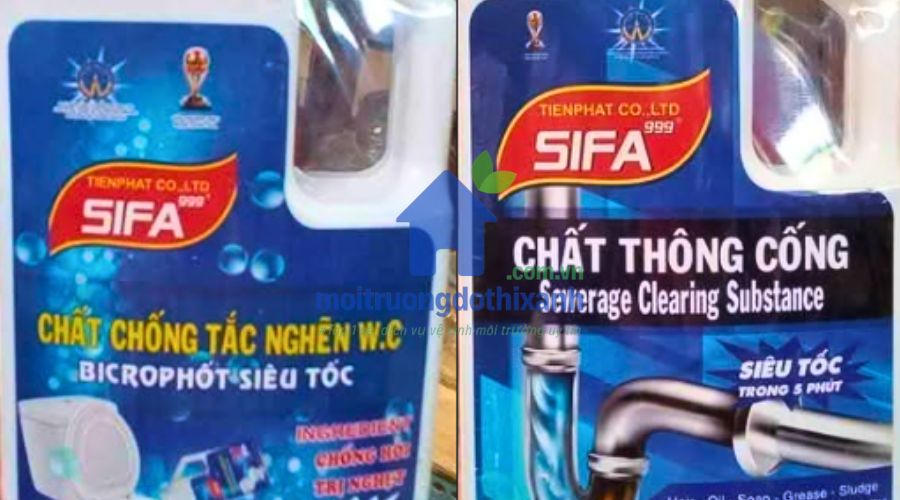 TIENPHAT CO.,LTD
SIFA 999®
CHẤT CHỐNG TẮC NGHẼN W.C
BICROPHỐT SIÊU TỐC
INGREDIENT
CHỐNG HÔI
TRỊ NGHẸT
TIENPHAT CO.,LTD
SIFA 999®
CHẤT THÔNG CỐNG
Sewerage Clearing Substance
SIÊU TỐC
TRONG 5 PHÚT
Oil - Soap - Grease - Sludge
.com.vn
moitruongdothixanh